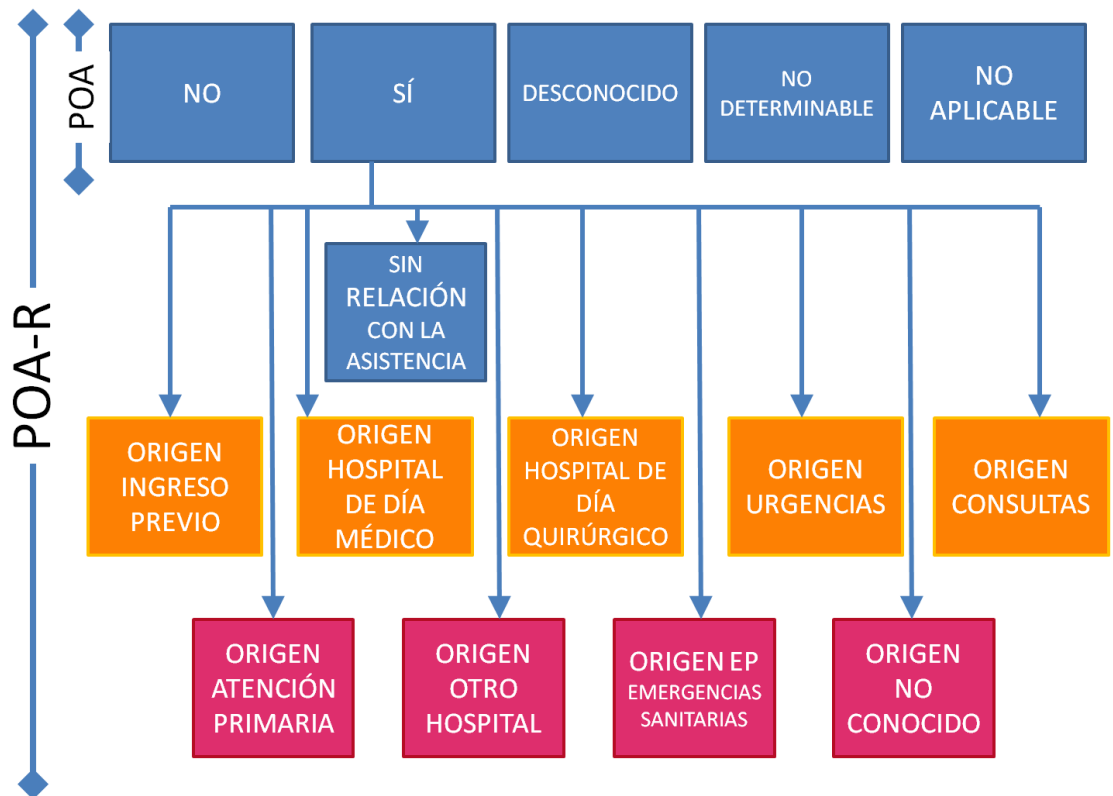 POA-R
POA
NO
SÍ
DESCONOCIDO
NO
DETERMINABLE
NO
APLICABLE
SIN
RELACIÓN
CON LA
ASISTENCIA
ORIGEN
INGRESO
PREVIO
ORIGEN
HOSPITAL
DE DÍA
MÉDICO
ORIGEN
HOSPITAL DE
DÍA
QUIRÚRGICO
ORIGEN
URGENCIAS
ORIGEN
CONSULTAS
ORIGEN
ATENCIÓN
PRIMARIA
ORIGEN
OTRO
HOSPITAL
ORIGEN EP
EMERGENCIAS
SANITARIAS
ORIGEN
NO
CONOCIDO